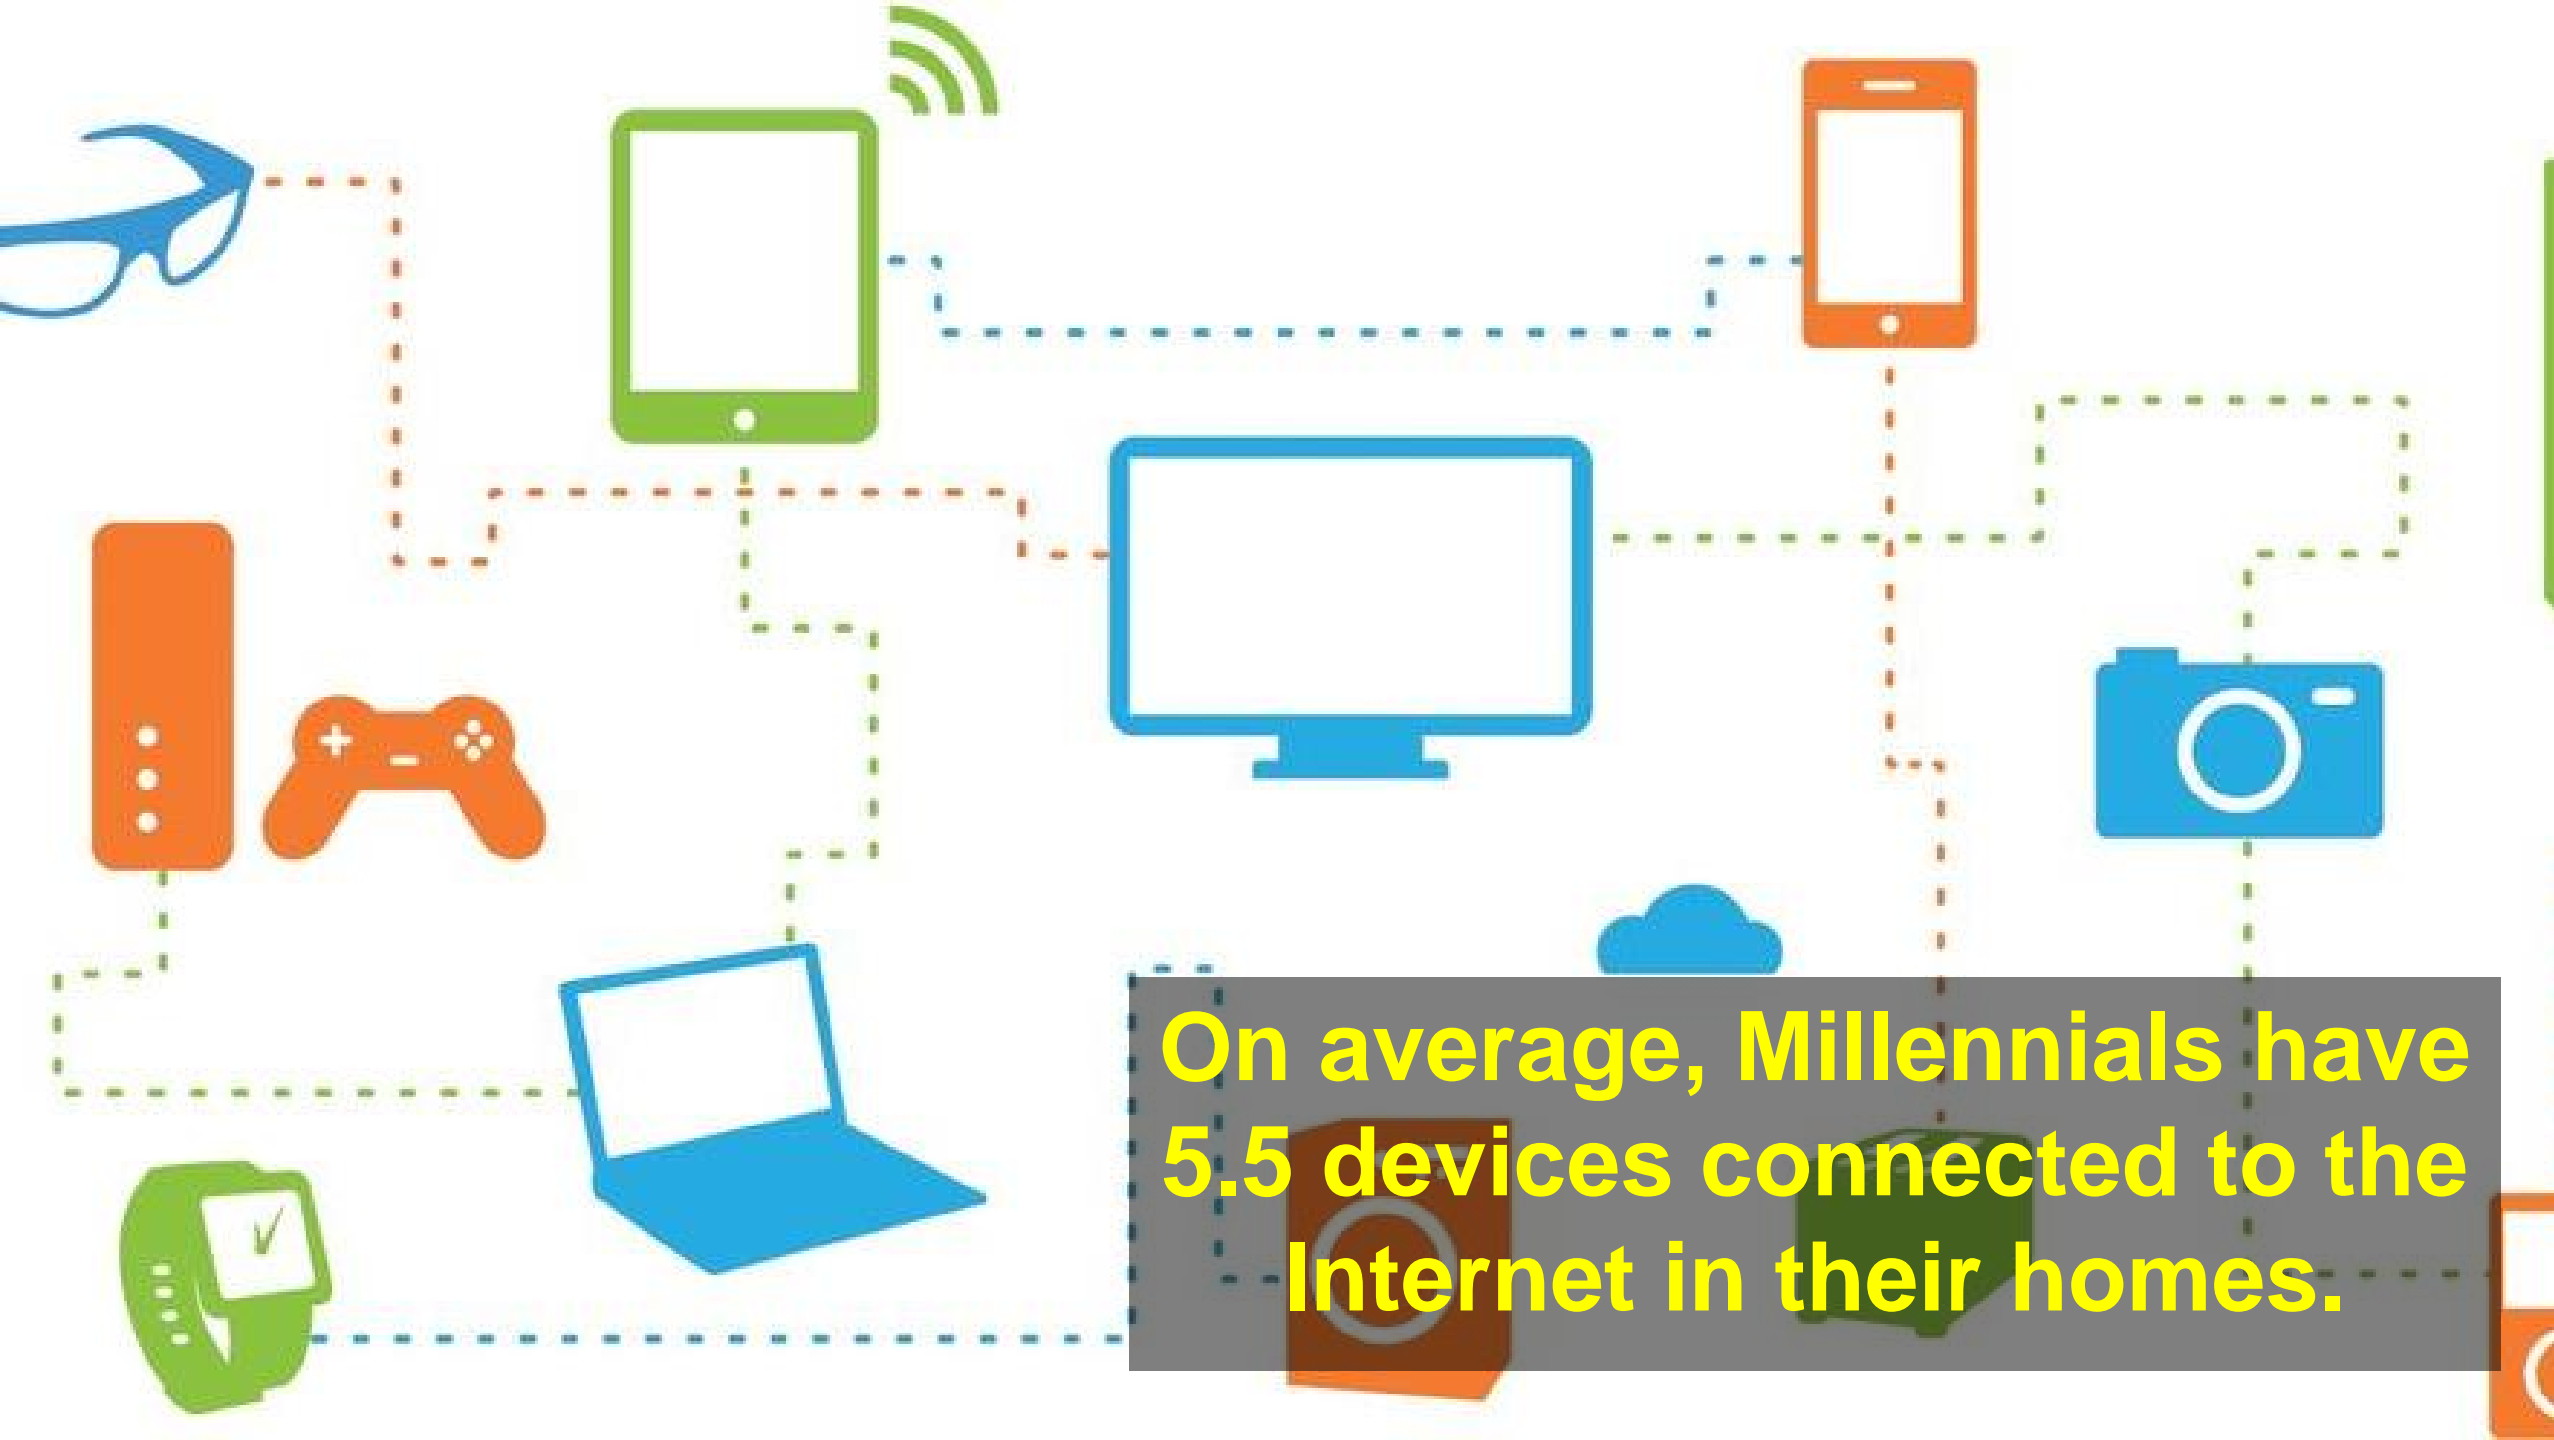 On average, Millennials have
5.5 devices connected to the
Internet in their homes.